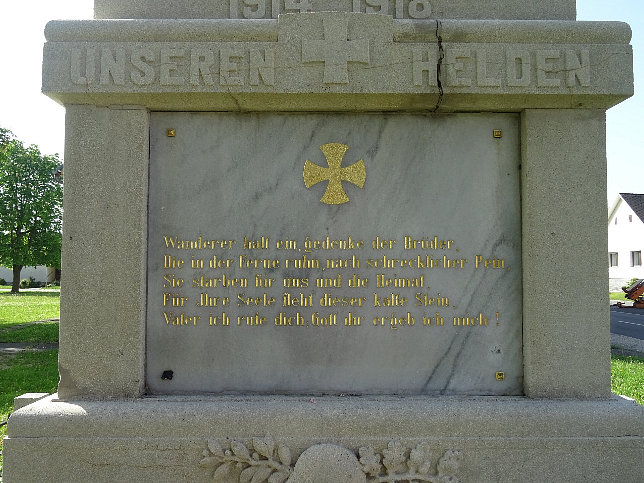 1914 1918
UNSEREN HELDEN
Wanderer halt ein, gedenke der Brüder,
Die in der Ferne ruhn, nach schrecklicher Pein,
Sie starben für uns und die Heimat.
Für Ihre Seele fleht dieser kalte Stein.
Vater ich rufe dich, Gott dir ergeb ich mich!